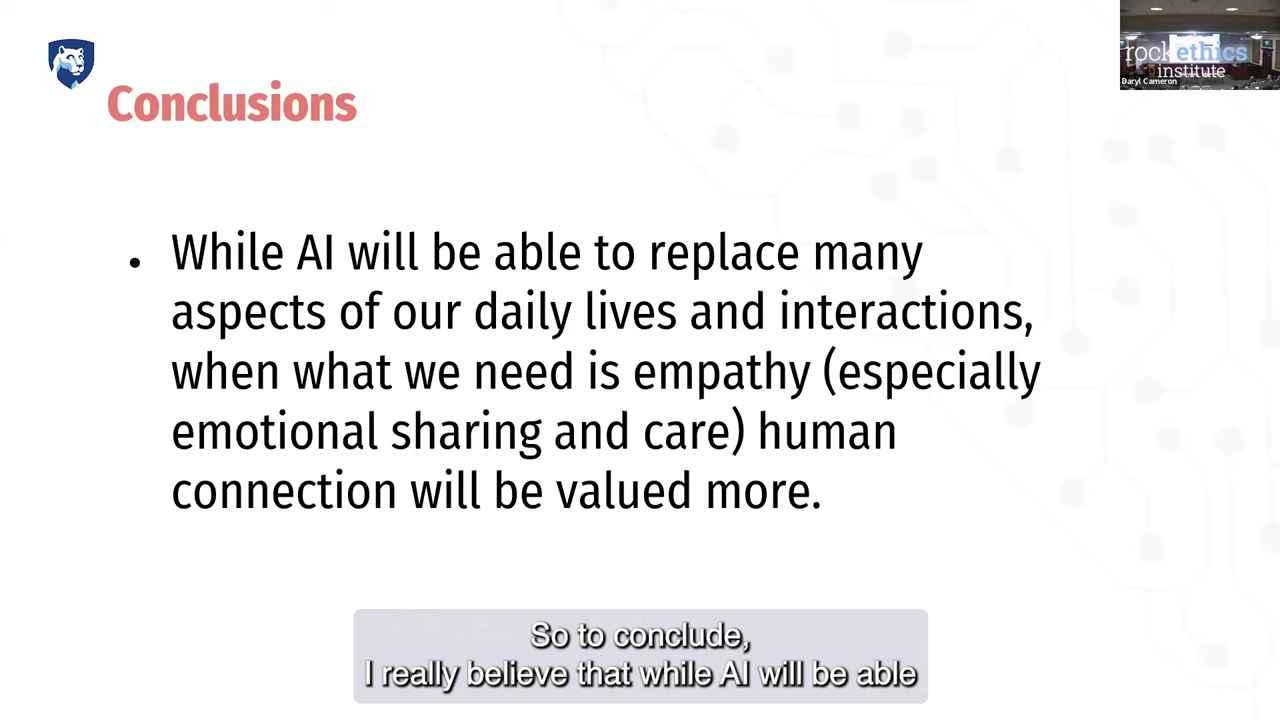 rock ethics
institute
Daryl Cameron
Conclusions
• While AI will be able to replace many
aspects of our daily lives and interactions,
when what we need is empathy (especially
emotional sharing and care) human
connection will be valued more.
So to conclude,
I really believe that while AI will be able